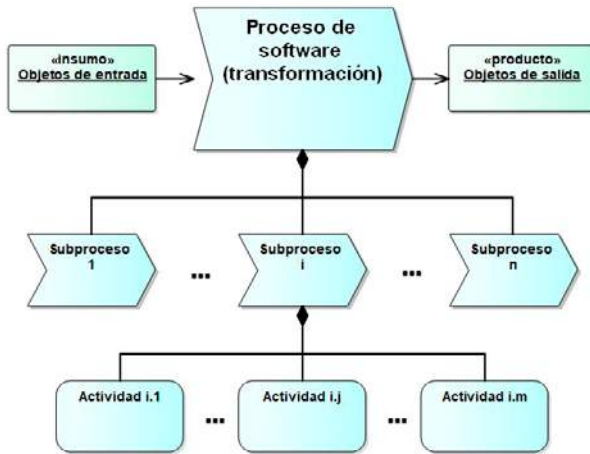 «insumo»
Objetos de entrada
Proceso de
software
(transformación)
«producto»
Objetos de salida
Subproceso
1
...
Subproceso
i
...
Subproceso
n
Actividad i.1
...
Actividad i.j
...
Actividad i.m